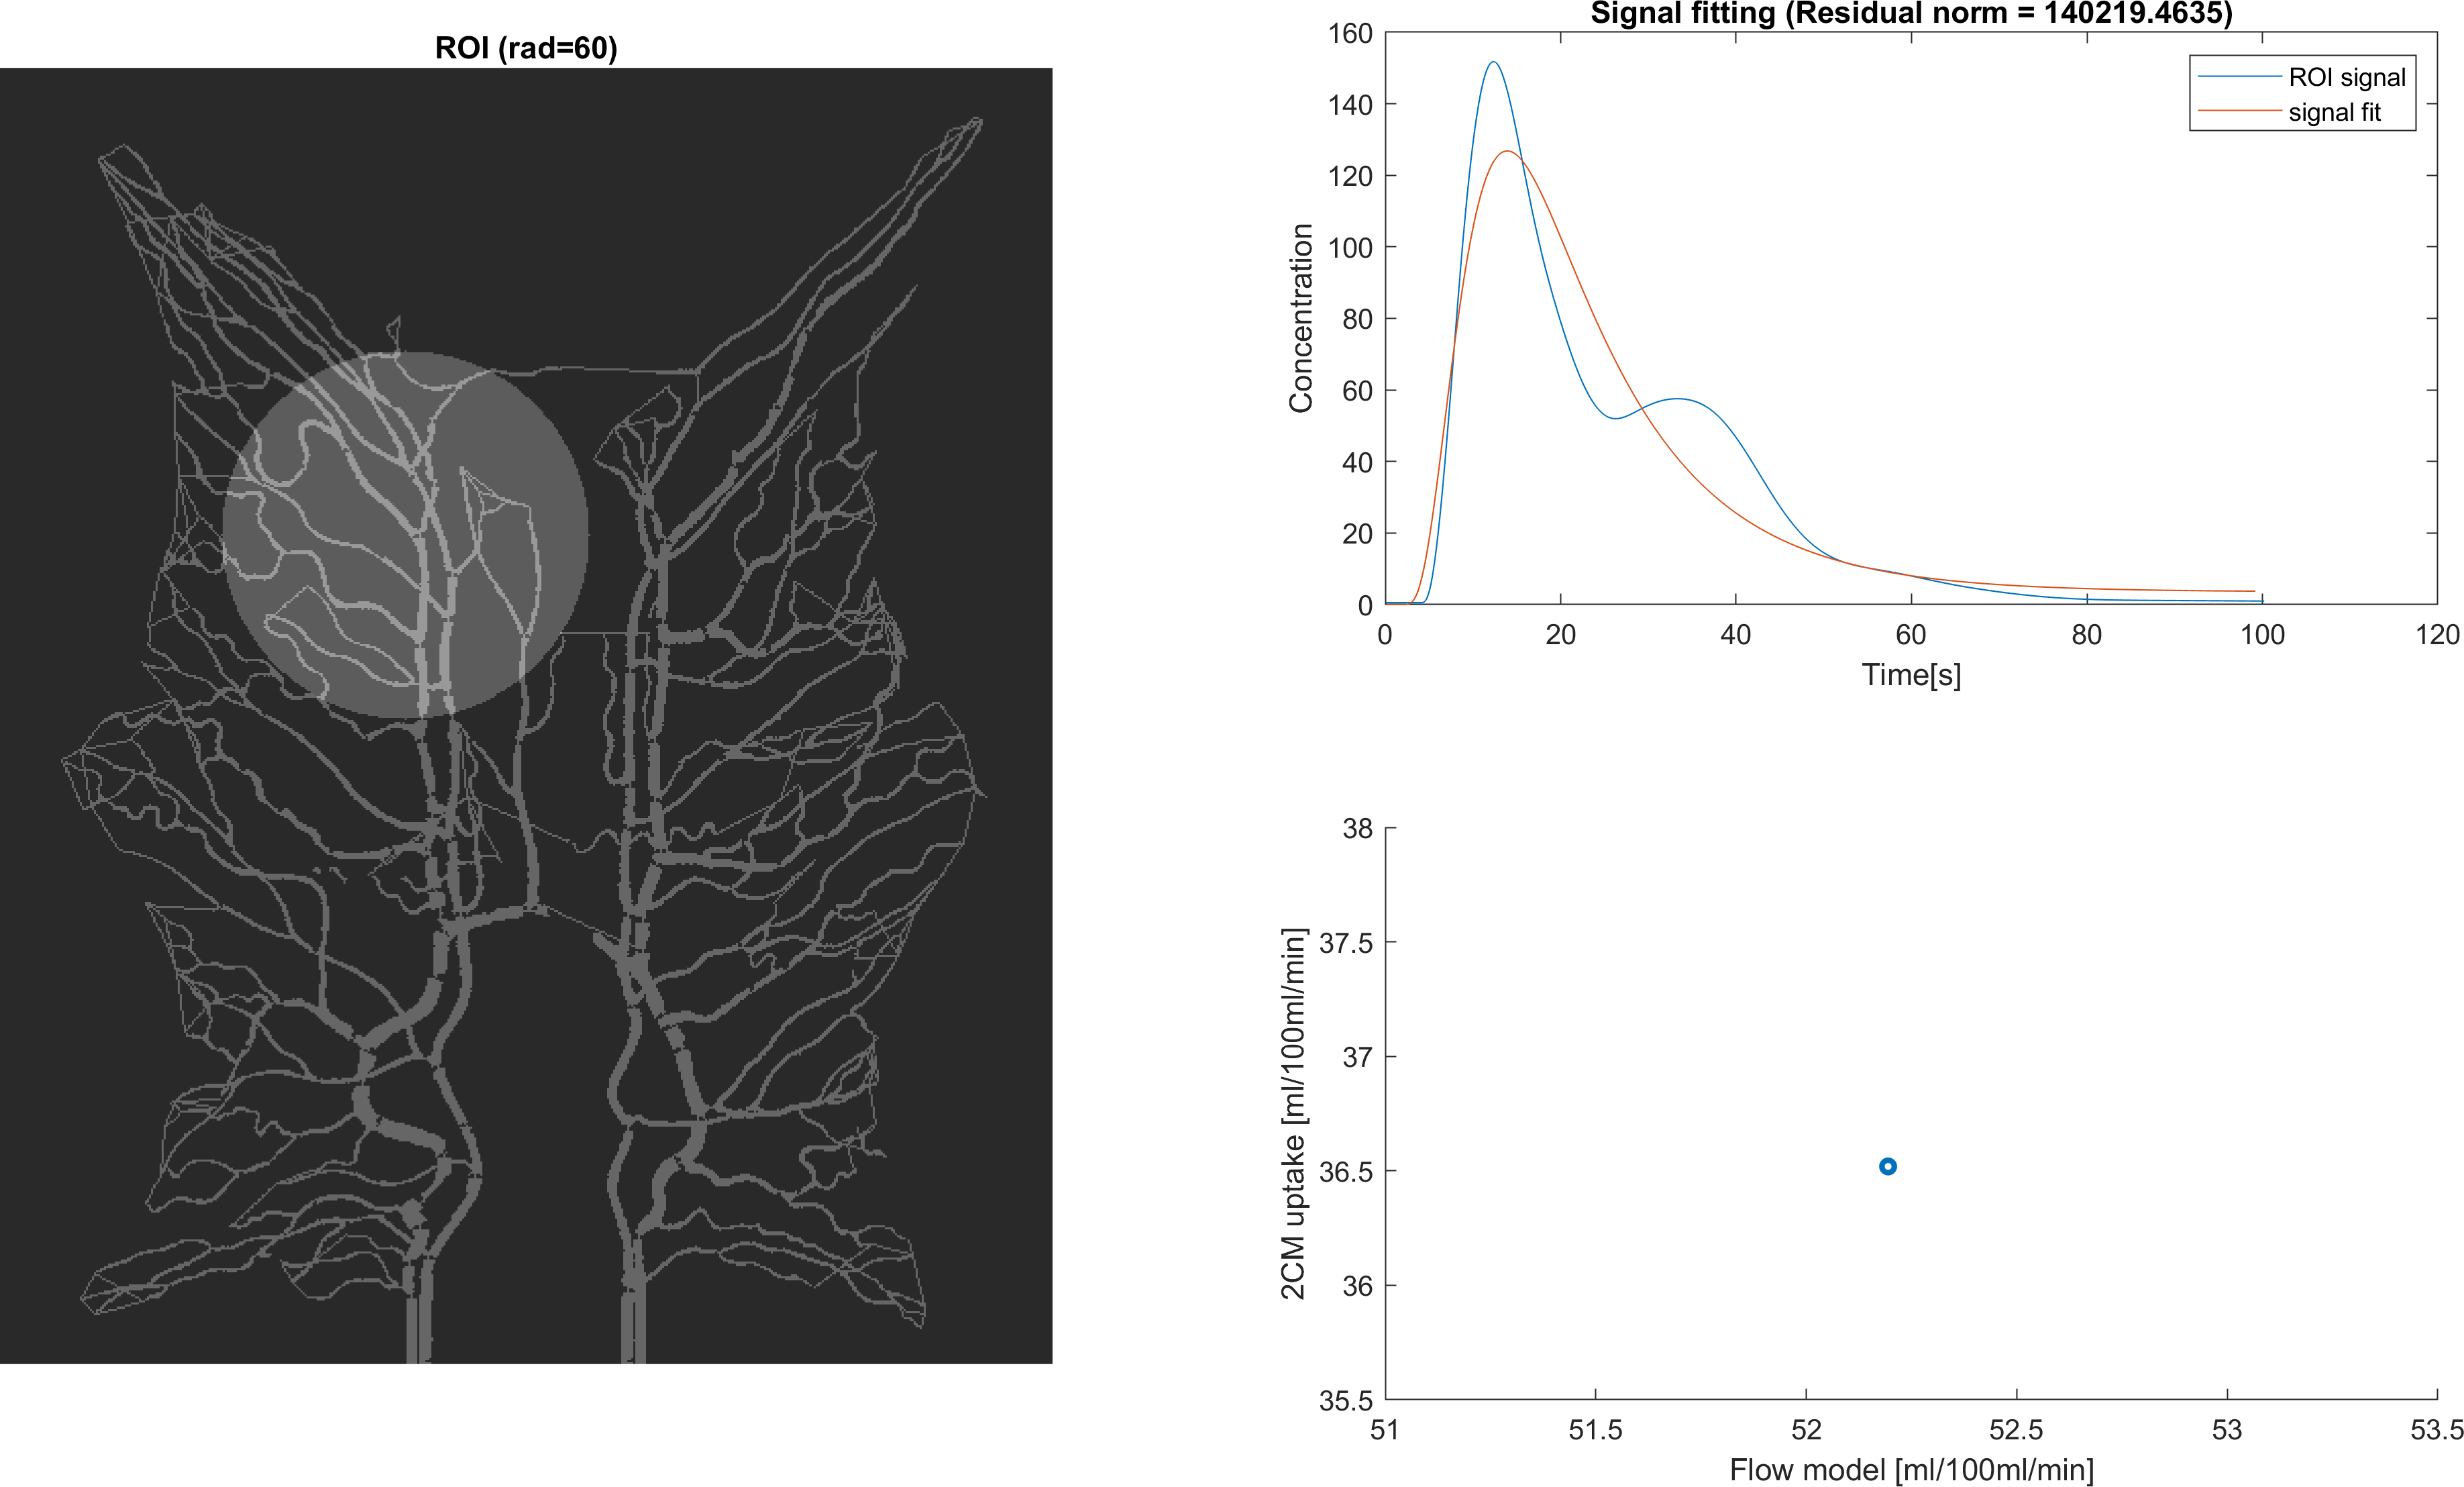 ROI (rad=60)
Signal fitting (Residual norm = 140219.4635)
160
140
120
100
80
60
40
20
0
Concentration
ROI signal
signal fit
0 20 40 60 80 100 120
Time[s]
38
37.5
37
36.5
36
35.5
2CM uptake [ml/100ml/min]
51 51.5 52 52.5 53 53.5
Flow model [ml/100ml/min]